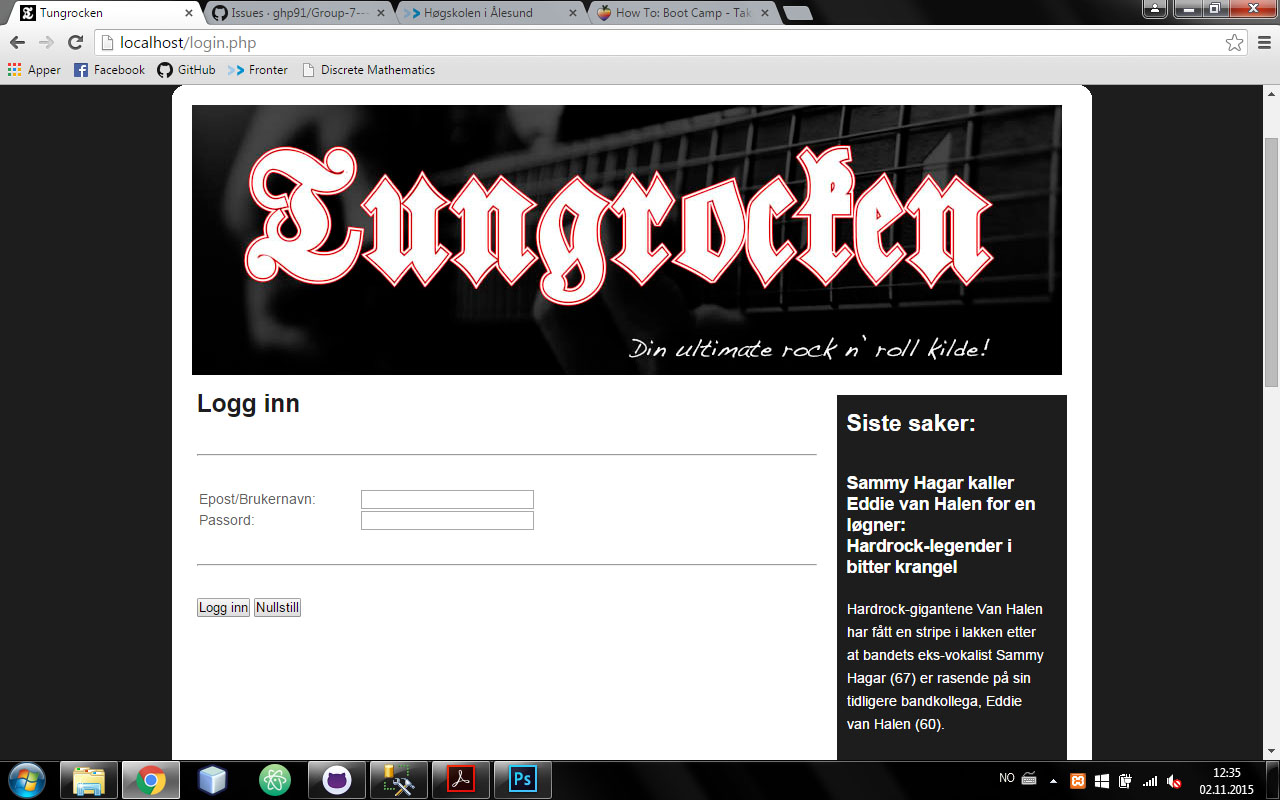 Tungrocken
Issues · ghp91/Group-7---
Høgskolen i Ålesund
How To: Boot Camp - Tak
localhost/login.php
Apper
Facebook
GitHub
Fronter
Discrete Mathematics
Tungrocken
Din ultimate rock n' roll kilde!
Logg inn
Epost/Brukernavn:
Passord:
Logg inn
Nullstill
Siste saker:
Sammy Hagar kaller
Eddie van Halen for en
løgner:
Hardrock-legender i
bitter krangel
Hardrock-gigantene Van Halen
har fått en stripe i lakken etter
at bandets eks-vokalist Sammy
Hagar (67) er rasende på sin
tidligere bandkollega, Eddie
van Halen (60).
Ps
NO
12:35
02.11.2015